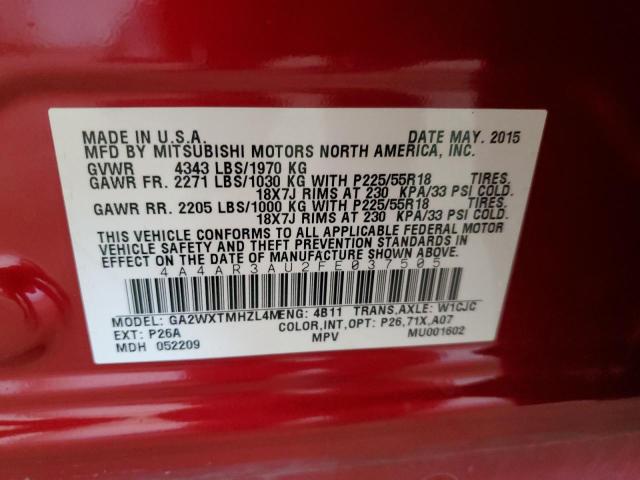 MADE IN U.S.A. DATE MAY. 2015
MFD BY MITSUBISHI MOTORS NORTH AMERICA, INC.
GVWR 4343 LBS/1970 KG
GAWR FR. 2271 LBS/1030 KG WITH P225/55R18 TIRES,
18X7J RIMS AT 230 KPA/33 PSI COLD.
GAWR RR. 2205 LBS/1000 KG WITH P225/55R18 TIRES,
18X7J RIMS AT 230 KPA/33 PSI COLD.
THIS VEHICLE CONFORMS TO ALL APPLICABLE FEDERAL MOTOR
VEHICLE SAFETY AND THEFT PREVENTION STANDARDS IN
EFFECT ON THE DATE OF MANUFACTURE SHOWN ABOVE.
4A4AR3AU2FE037505
MODEL: GA2WXTMHZL4M ENG: 4B11 TRANS,AXLE: W1CJC
EXT: P26A COLOR,INT,OPT: P26,71X,A07
MDH 052209 MPV MU001602